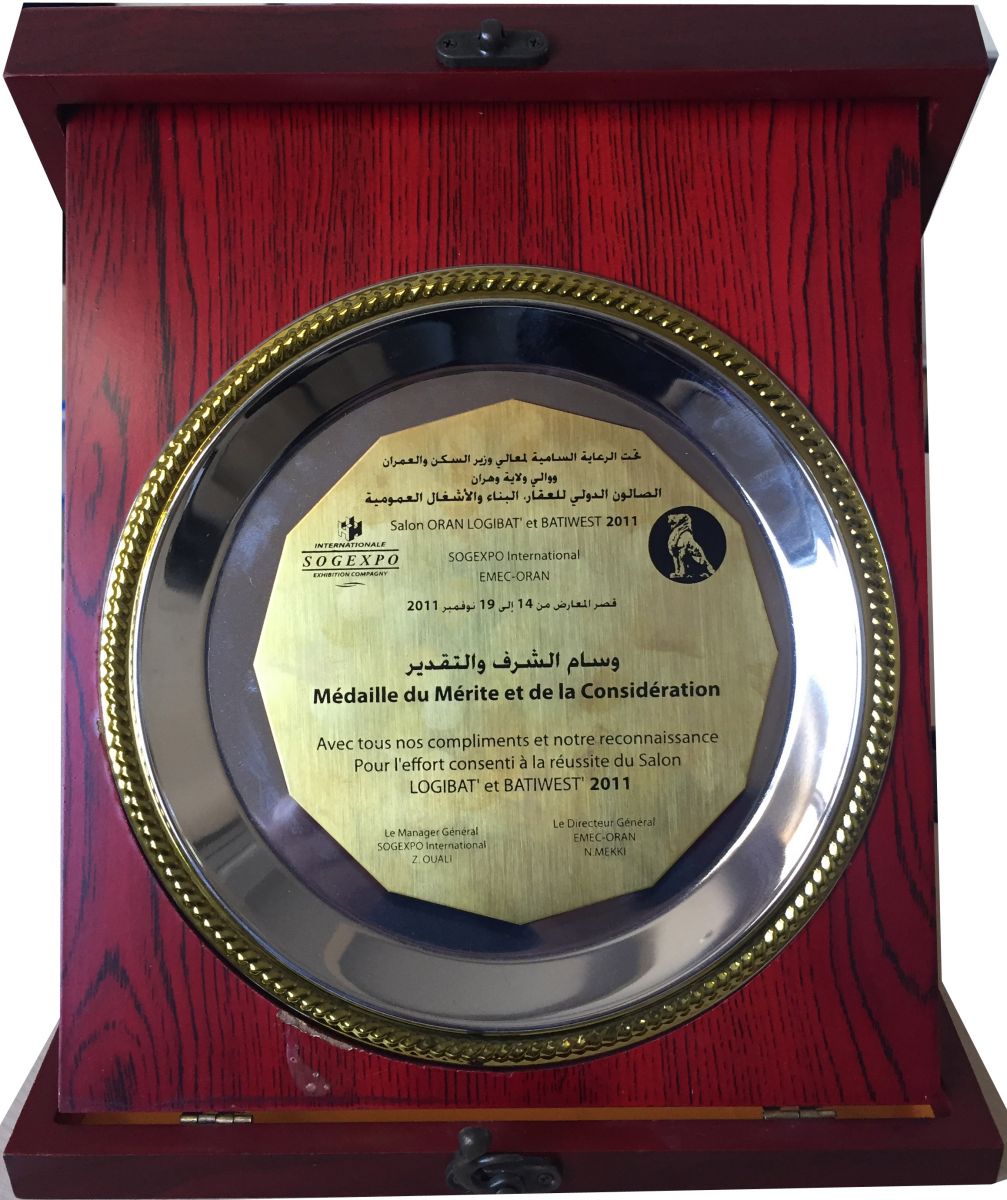 تحت الرعاية السامية لمعالي وزير السكن والعمران
ووالي ولاية وهران
الصالون الدولي للعقار، البناء والأشغال العمومية
Salon ORAN LOGIBAT' et BATIWEST 2011
INTERNATIONALE
SOGEXPO
EXHIBITION COMPAGNY
SOGEXPO International
EMEC-ORAN
قصر المعارض من 14 إلى 19 نوفمبر 2011
وسام الشرف والتقدير
Médaille du Mérite et de la Considération
Avec tous nos compliments et notre reconnaissance
Pour l'effort consenti à la réussite du Salon
LOGIBAT' et BATIWEST' 2011
Le Manager Général
SOGEXPO International
Z. OUALI
Le Directeur Général
EMEC-ORAN
N.MEKKI